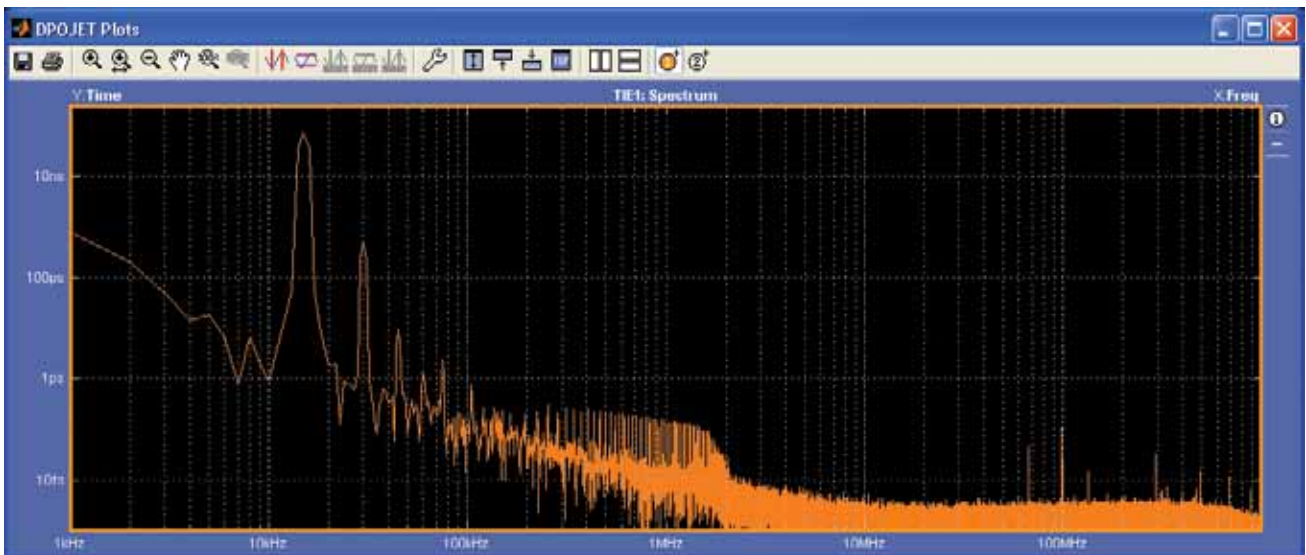 DPOJET Plots
Y:Time TIE1: Spectrum X:Freq
10ns
100ps
1ps
10fs
1kHz 10kHz 100kHz 1MHz 10MHz 100MHz